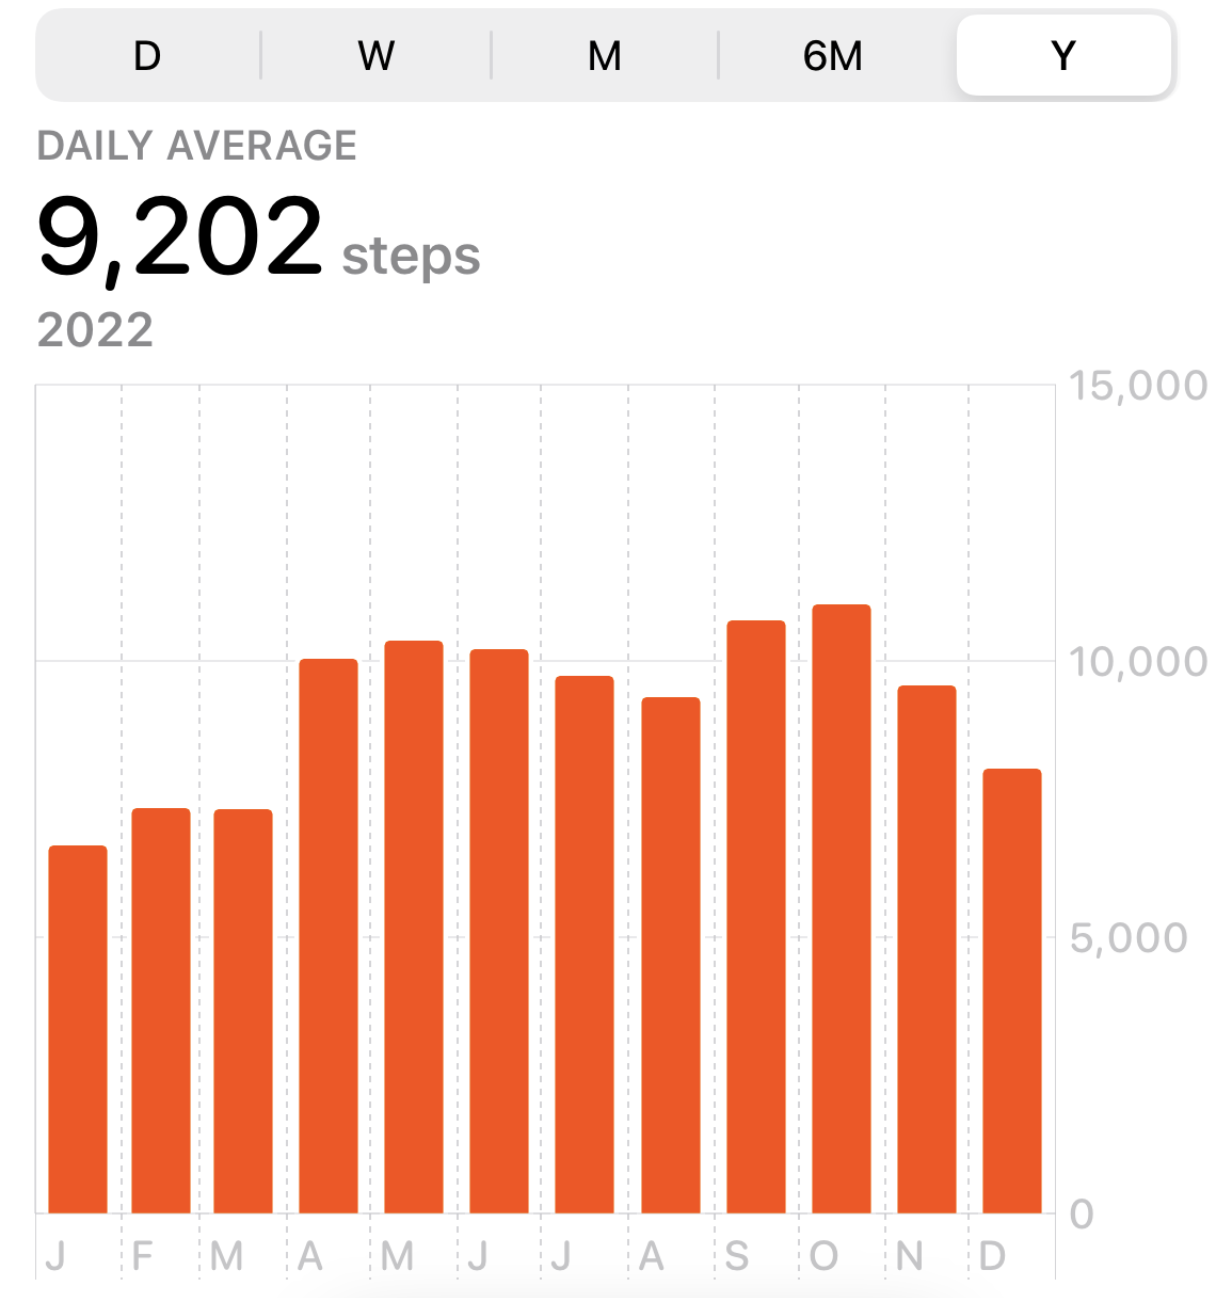 D W M 6M Y
DAILY AVERAGE
9,202 steps
2022
15,000
10,000
5,000
0
J F M A M J J A S O N D